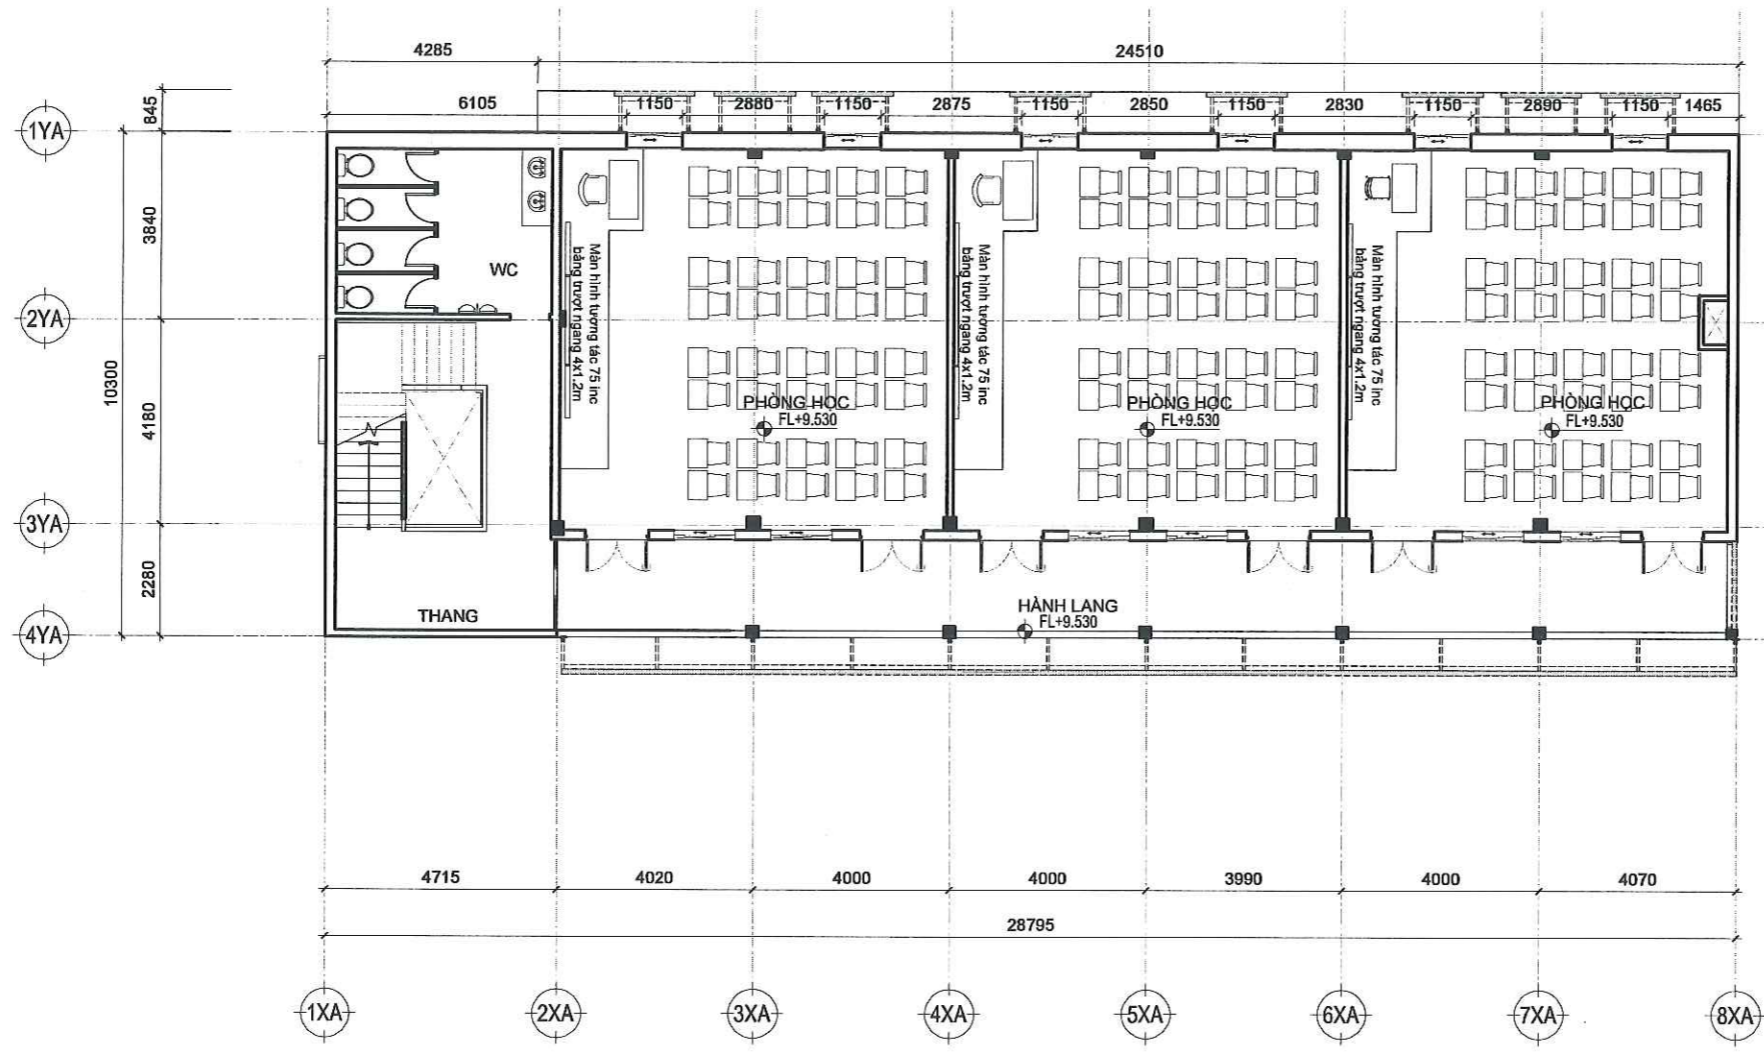 4285
24510
845
6105
1150
2880
1150
2875
1150
2850
1150
2830
1150
2890
1150
1465
1YA
3840
WC
2YA
10300
4180
3YA
2280
4YA
Màn hình tương tác 75 inc
bảng trượt ngang 4x1.2m
Màn hình tương tác 75 inc
bảng trượt ngang 4x1.2m
Màn hình tương tác 75 inc
bảng trượt ngang 4x1.2m
PHÒNG HỌC
FL+9.530
PHÒNG HỌC
FL+9.530
PHÒNG HỌC
FL+9.530
THANG
HÀNH LANG
FL+9.530
4715
4020
4000
4000
3990
4000
4070
28795
1XA
2XA
3XA
4XA
5XA
6XA
7XA
8XA